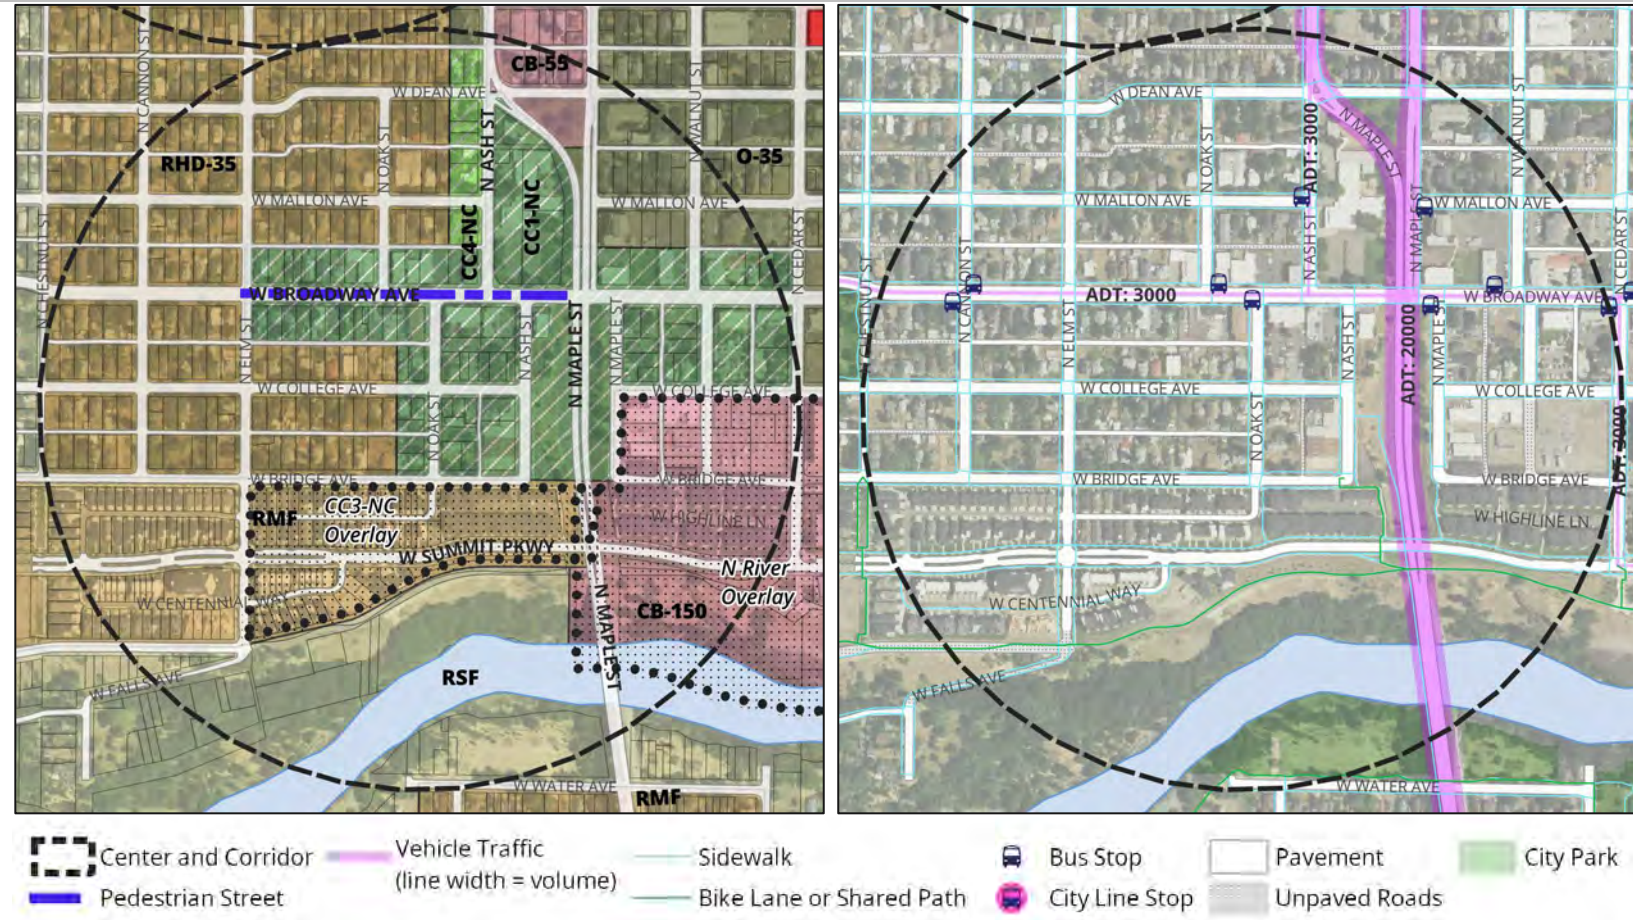 CB-55
N CANNON ST
W DEAN AVE
N WALNUT ST
N ASH ST
RHD-35
N OAK ST
O-35
CC1-NC
W MALLON AVE
W MALLON AVE
CC4-NC
N CHESTNUT ST
N CEDAR ST
W BROADWAY AVE
N ELM ST
N ASH ST
N MAPLE ST
N MAPLE ST
W COLLEGE AVE
W COLLEGE AVE
N OAK ST
W BRIDGE AVE
W BRIDGE AVE
CC3-NC
Overlay
RMF
W HIGHLINE LN
W SUMMIT PKWY
N River
Overlay
W CENTENNIAL WAY
CB-150
N MAPLE ST
RSF
W FALLS AVE
W WATER AVE
RMF
W DEAN AVE
N MAPLE ST
ADT: 3000
N OAK ST
N WALNUT ST
W MALLON AVE
W MALLON AVE
N CANNON ST
N ASH ST
N MAPLE ST
N CHESTNUT ST
N CEDAR ST
ADT: 3000
W BROADWAY AVE
N ELM ST
N ASH ST
ADT: 20000
N MAPLE ST
W COLLEGE AVE
W COLLEGE AVE
N OAK ST
ADT: 3000
W BRIDGE AVE
W BRIDGE AVE
W HIGHLINE LN
W CENTENNIAL WAY
W FALLS AVE
W WATER AVE
Center and Corridor
Pedestrian Street
Vehicle Traffic
(line width = volume)
Sidewalk
Bike Lane or Shared Path
Bus Stop
City Line Stop
Pavement
Unpaved Roads
City Park